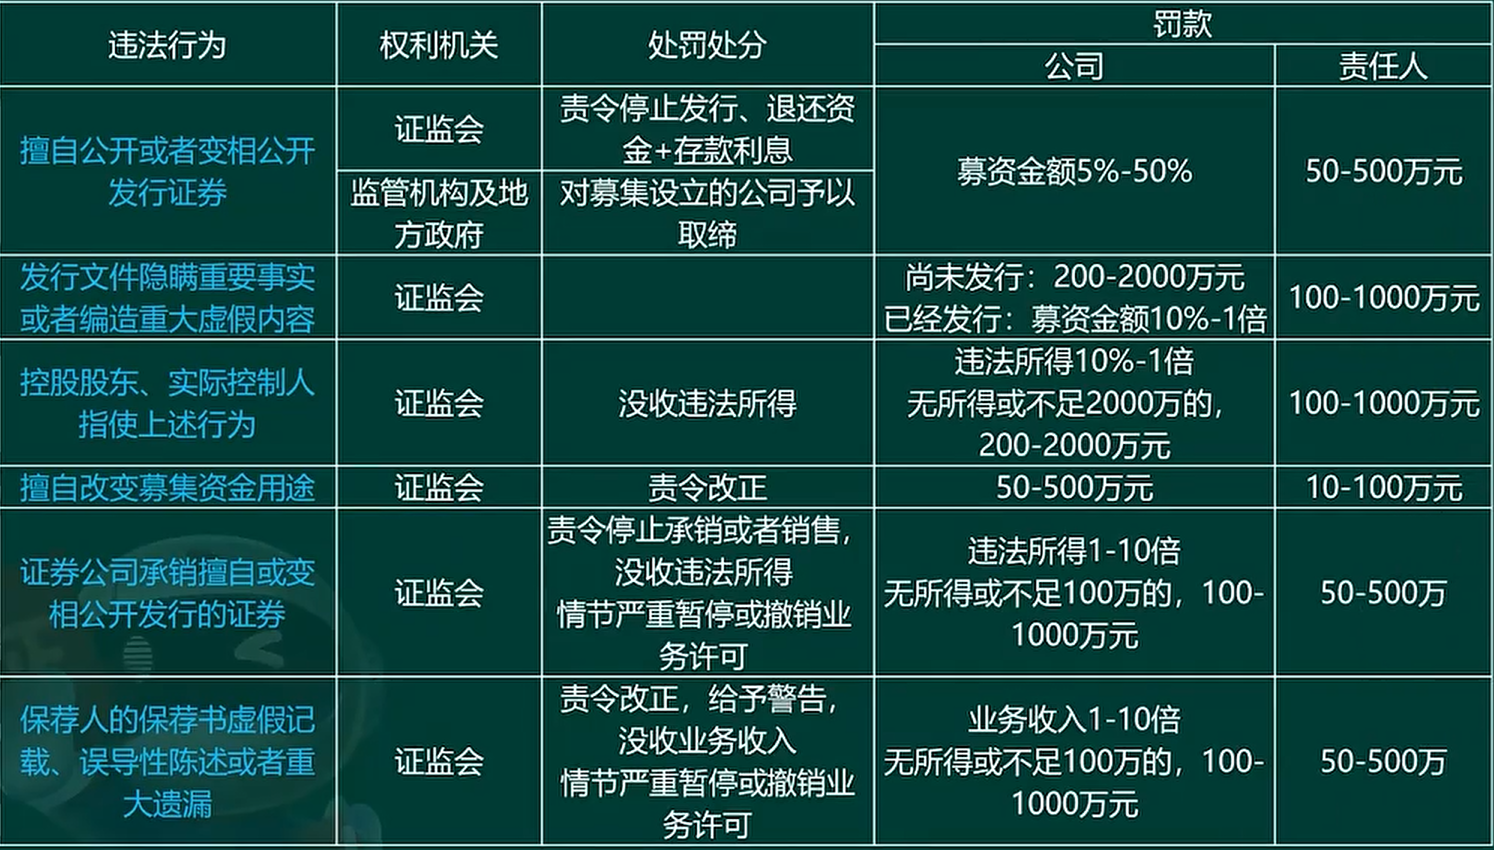 违法行为
权利机关
处罚处分
罚款
公司
责任人
擅自公开或者变相公开
发行证券
证监会
责令停止发行、退还资
金+存款利息
监管机构及地
方政府
对募集设立的公司予以
取缔
募资金额5%-50%
50-500万元
发行文件隐瞒重要事实
或者编造重大虚假内容
证监会
尚未发行：200-2000万元
已经发行：募资金额10%-1倍
100-1000万元
控股股东、实际控制人
指使上述行为
证监会
没收违法所得
违法所得10%-1倍
无所得或不足2000万的，
200-2000万元
100-1000万元
擅自改变募集资金用途
证监会
责令改正
50-500万元
10-100万元
证券公司承销擅自或变
相公开发行的证券
证监会
责令停止承销或者销售，
没收违法所得
情节严重暂停或撤销业
务许可
违法所得1-10倍
无所得或不足100万的，100-
1000万元
50-500万
保荐人的保荐书虚假记
载、误导性陈述或者重
大遗漏
证监会
责令改正，给予警告，
没收业务收入
情节严重暂停或撤销业
务许可
业务收入1-10倍
无所得或不足100万的，100-
1000万元
50-500万